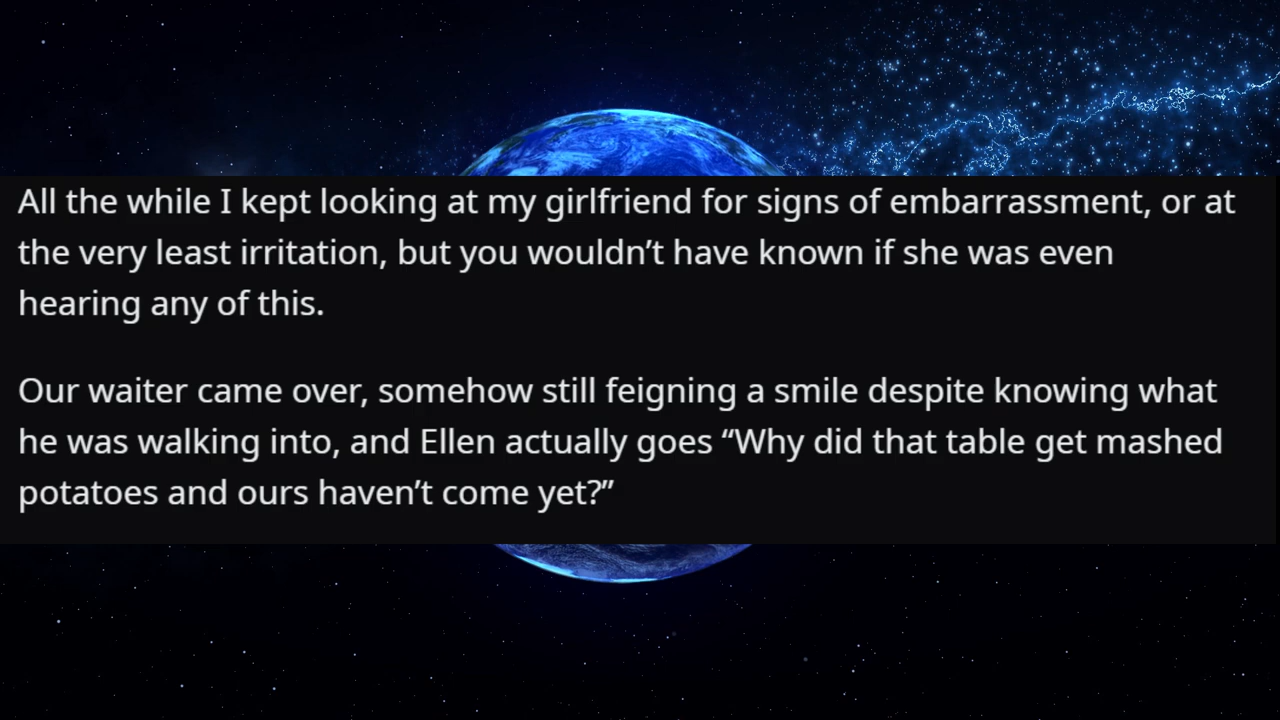 All the while I kept looking at my girlfriend for signs of embarrassment, or at
the very least irritation, but you wouldn’t have known if she was even
hearing any of this.
Our waiter came over, somehow still feigning a smile despite knowing what
he was walking into, and Ellen actually goes “Why did that table get mashed
potatoes and ours haven’t come yet?”